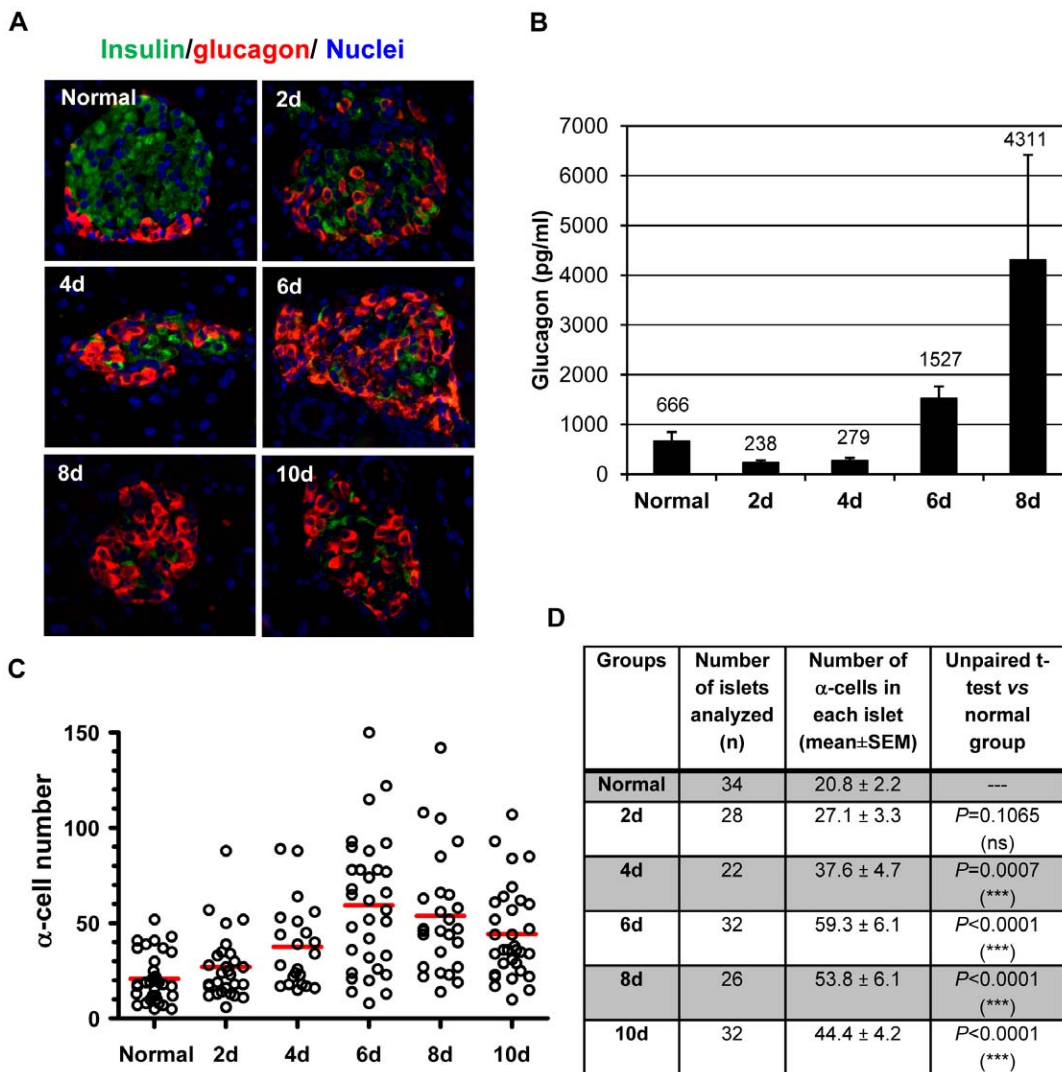 A
Insulin/glucagon/ Nuclei
Normal
2d
4d
6d
8d
10d
B
7000
6000
5000
4000
3000
2000
1000
0
Glucagon (pg/ml)
666
238
279
1527
4311
Normal 2d 4d 6d 8d
C
150
100
50
0
α-cell number
Normal 2d 4d 6d 8d 10d
D
Groups Number of islets analyzed (n) Number of α-cells in each islet (mean±SEM) Unpaired t-test vs normal group
Normal 34 20.8 ± 2.2 ---
2d 28 27.1 ± 3.3 P=0.1065 (ns)
4d 22 37.6 ± 4.7 P=0.0007 (***)
6d 32 59.3 ± 6.1 P<0.0001 (***)
8d 26 53.8 ± 6.1 P<0.0001 (***)
10d 32 44.4 ± 4.2 P<0.0001 (***)